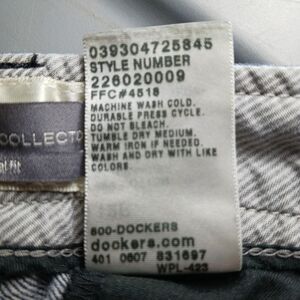 039304725845
STYLE NUMBER
226020009
FFC#4518
MACHINE WASH COLD.
DURABLE PRESS CYCLE.
DO NOT BLEACH.
TUMBLE DRY MEDIUM.
WARM IRON IF NEEDED.
WASH AND DRY WITH LIKE
COLORS.
800-DOCKERS
dockers.com
401 0607 831697
WPL-423
COLLECT
fit